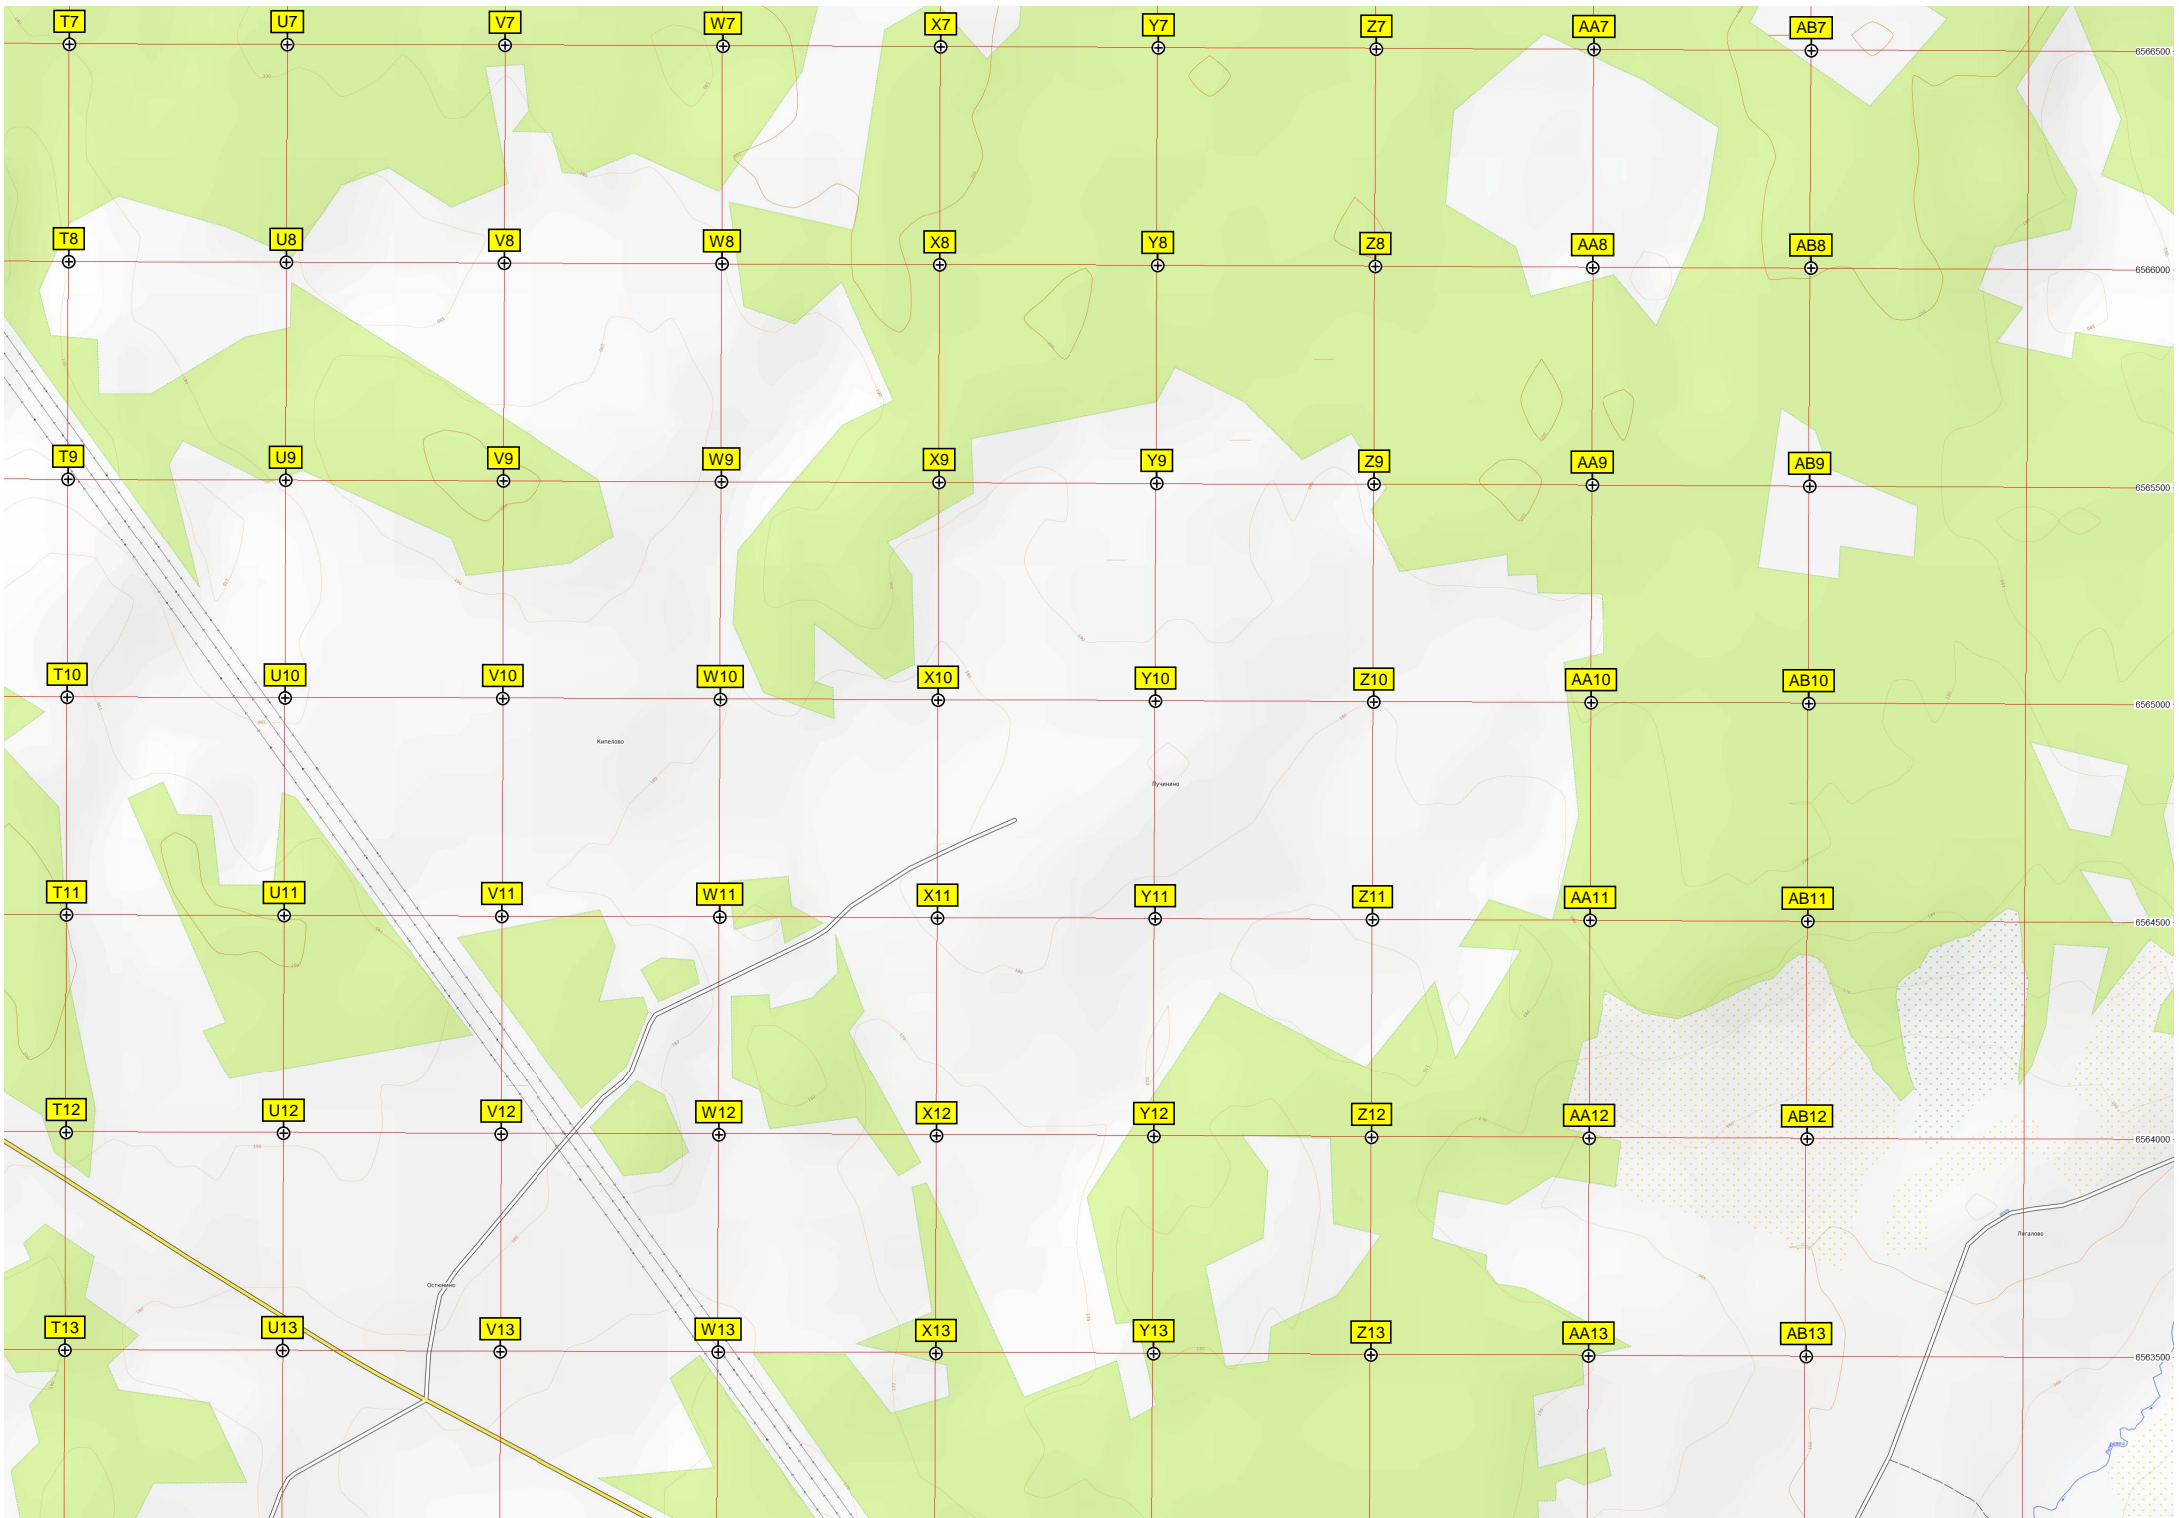 T7 U7 V7 W7 X7 Y7 Z7 AA7 AB7
6566500
T8 U8 V8 W8 X8 Y8 Z8 AA8 AB8
6566000
T9 U9 V9 W9 X9 Y9 Z9 AA9 AB9
6565500
T10 U10 V10 W10 X10 Y10 Z10 AA10 AB10
6565000
Кипелово
Пучинино
T11 U11 V11 W11 X11 Y11 Z11 AA11 AB11
6564500
T12 U12 V12 W12 X12 Y12 Z12 AA12 AB12
6564000
Легалово
Остюнино
T13 U13 V13 W13 X13 Y13 Z13 AA13 AB13
6563500